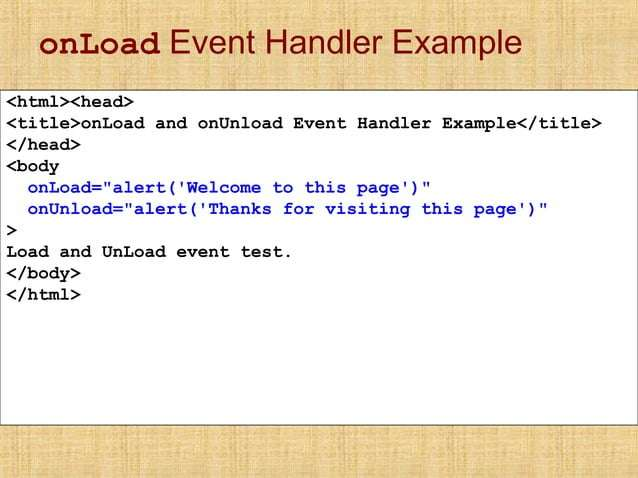 onLoad Event Handler Example
<html><head>
<title>onLoad and onUnload Event Handler Example</title>
</head>
<body
  onLoad="alert('Welcome to this page')"
  onUnload="alert('Thanks for visiting this page')"
>
Load and UnLoad event test.
</body>
</html>